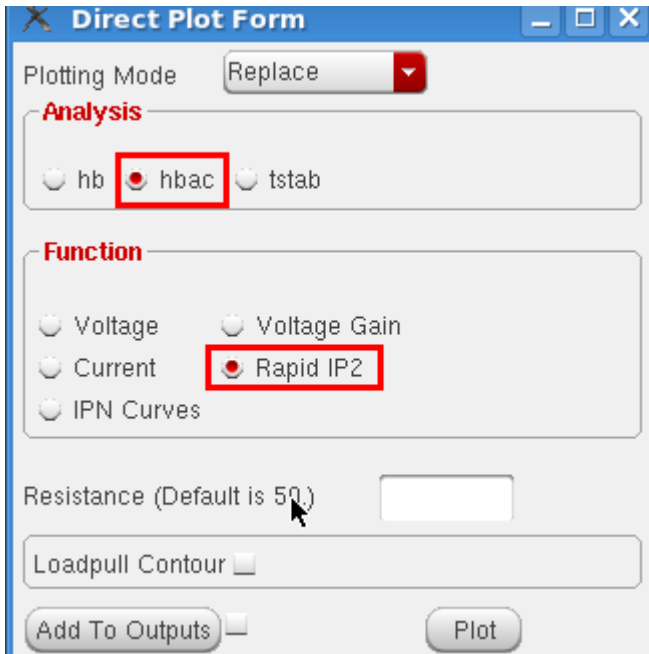 Direct Plot Form
Plotting Mode Replace
Analysis
hb hbac tstab
Function
Voltage Voltage Gain
Current Rapid IP2
IPN Curves
Resistance (Default is 50.)
Loadpull Contour
Add To Outputs Plot